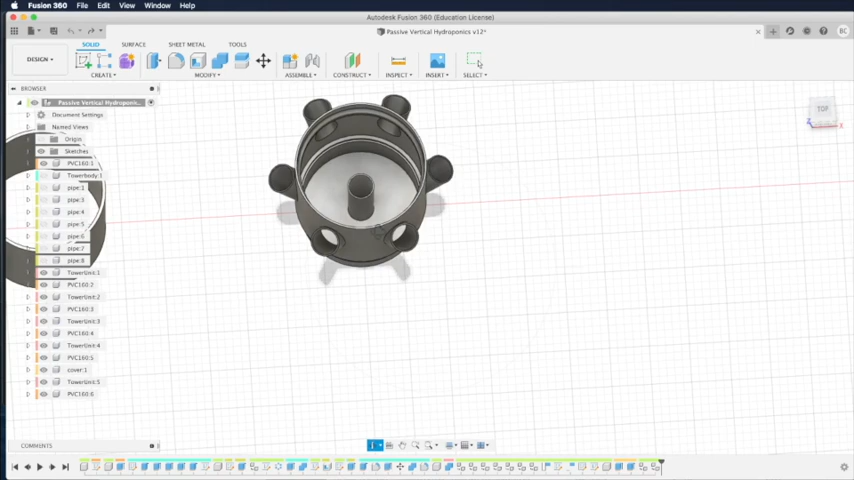 Fusion 360 File Edit View Window Help
Autodesk Fusion 360 (Education License)
Passive Vertical Hydroponics v12*
BC
SOLID SURFACE SHEET METAL TOOLS
DESIGN
CREATE MODIFY ASSEMBLE CONSTRUCT INSPECT INSERT SELECT
BROWSER
TOP
Z X
Passive Vertical Hydroponic...
Document Settings
Named Views
Origin
Sketches
PVC160:1
Towerbody:1
pipe:1
pipe:3
pipe:4
pipe:5
pipe:6
pipe:7
pipe:8
TowerUnit:1
PVC160:2
TowerUnit:2
PVC160:3
TowerUnit:3
PVC160:4
TowerUnit:4
PVC160:5
cover:1
TowerUnit:5
PVC160:6
COMMENTS